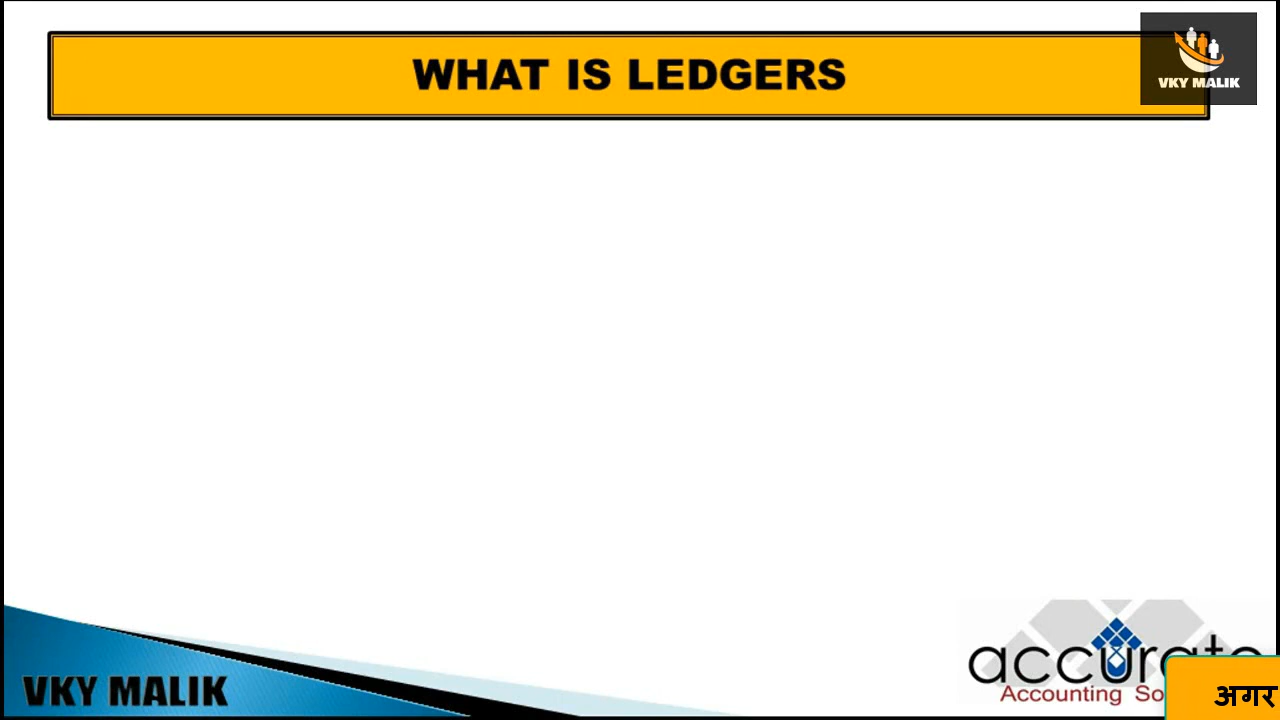 WHAT IS LEDGERS
VKY MALIK
VKY MALIK
accurate
Accounting So
अगर